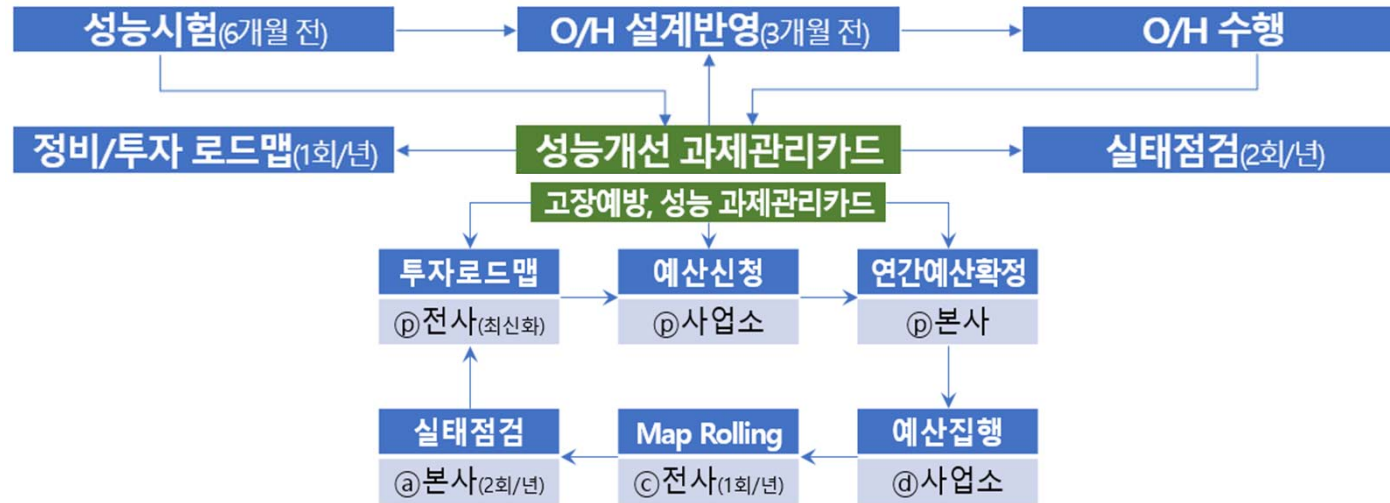 성능시험(6개월 전) O/H 설계반영(3개월 전) O/H 수행
정비/투자 로드맵(1회/년) 성능개선 과제관리카드 실태점검(2회/년)
고장예방, 성능 과제관리카드
투자로드맵 예산신청 연간예산확정
ⓟ전사(최신화) ⓟ사업소 ⓟ본사
실태점검 Map Rolling 예산집행
ⓐ본사(2회/년) ⓒ전사(1회/년) ⓓ사업소